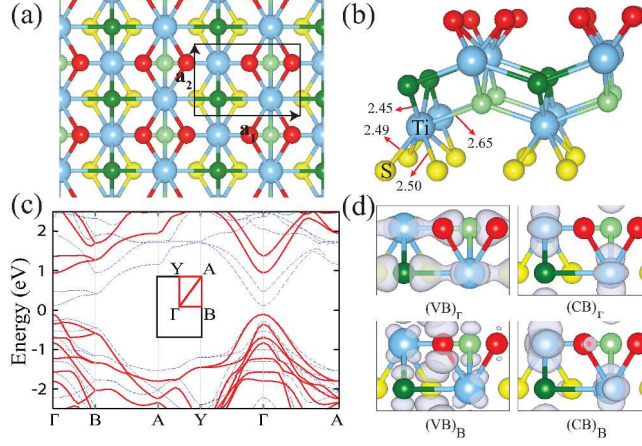 (a)
a₂
a₁
(b)
2.45
2.49
Ti
2.65
S
2.50
(c)
Energy (eV)
2
1
0
-1
-2
Y
A
Γ
B
Γ
B
A
Y
Γ
A
(d)
(VB)Γ
(CB)Γ
(VB)B
(CB)B